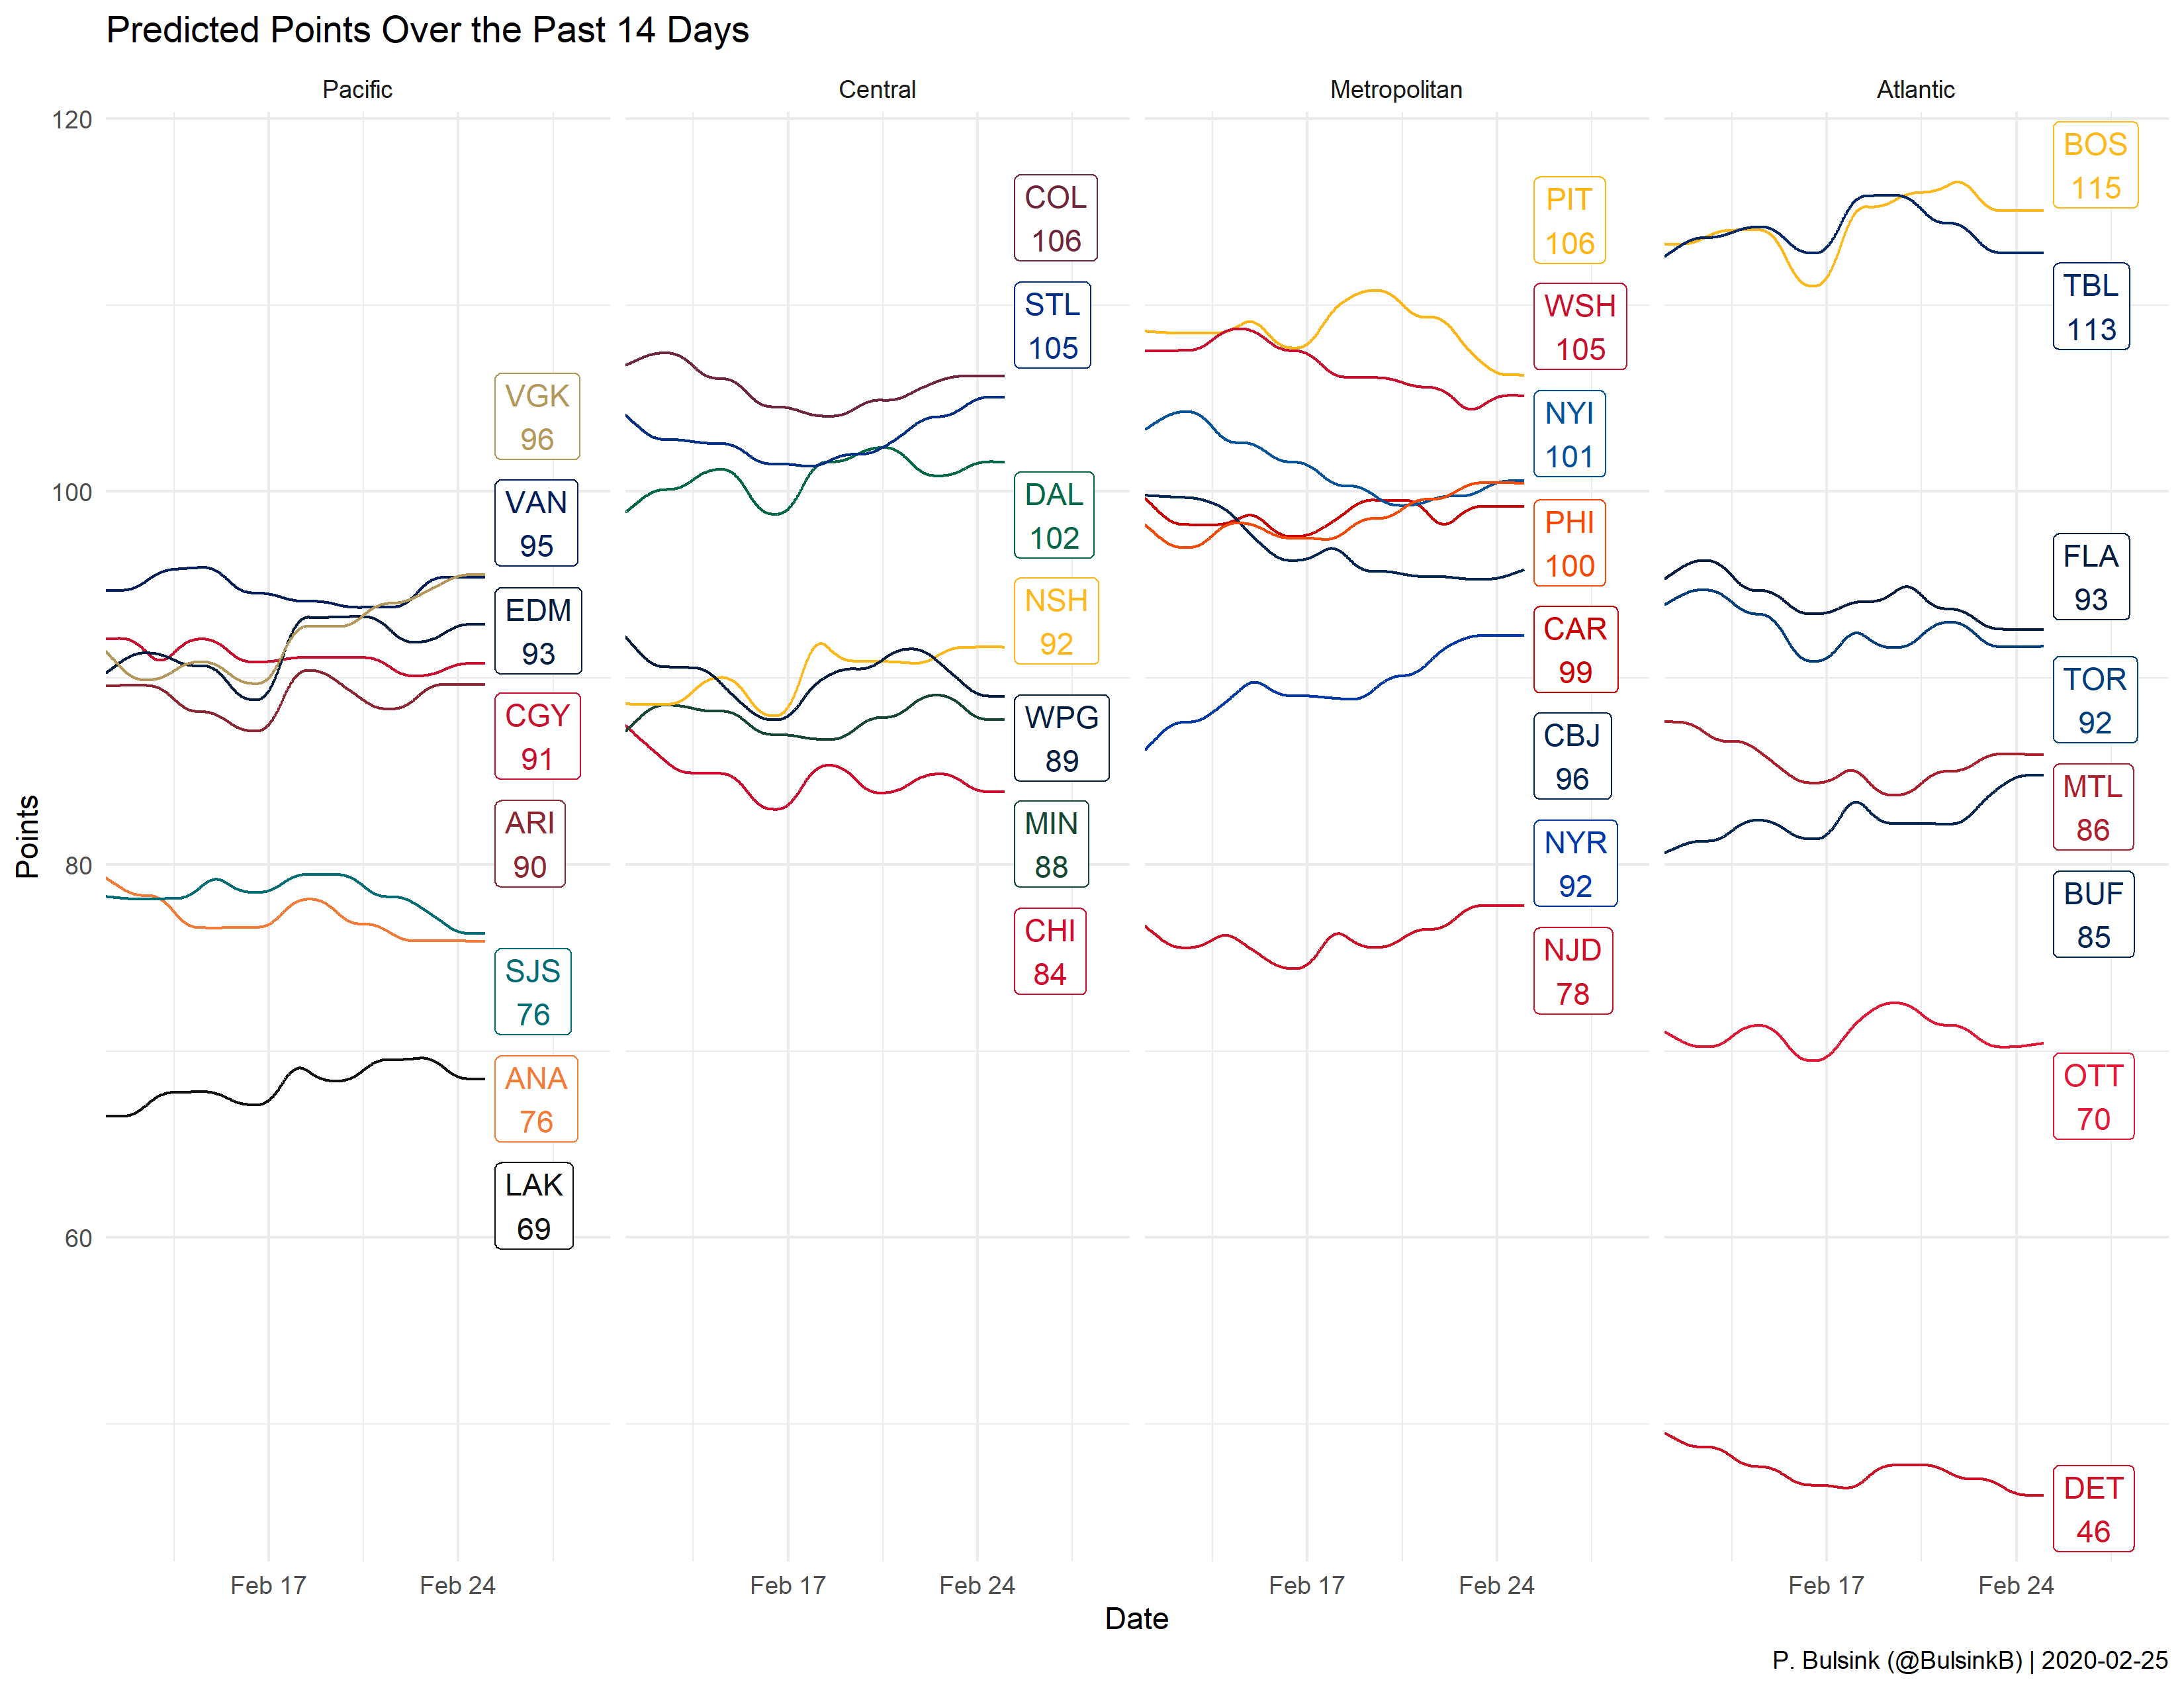 Predicted Points Over the Past 14 Days
Pacific
Central
Metropolitan
Atlantic
Points
120
100
80
60
VGK
96
VAN
95
EDM
93
CGY
91
ARI
90
SJS
76
ANA
76
LAK
69
COL
106
STL
105
DAL
102
NSH
92
WPG
89
MIN
88
CHI
84
PIT
106
WSH
105
NYI
101
PHI
100
CAR
99
CBJ
96
NYR
92
NJD
78
BOS
115
TBL
113
FLA
93
TOR
92
MTL
86
BUF
85
OTT
70
DET
46
Feb 17 Feb 24
Feb 17 Feb 24
Feb 17 Feb 24
Feb 17 Feb 24
Date
P. Bulsink (@BulsinkB) | 2020-02-25